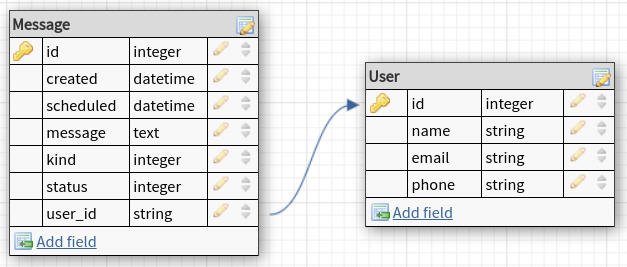 Message
id integer
created datetime
scheduled datetime
message text
kind integer
status integer
user_id string
Add field
User
id integer
name string
email string
phone string
Add field